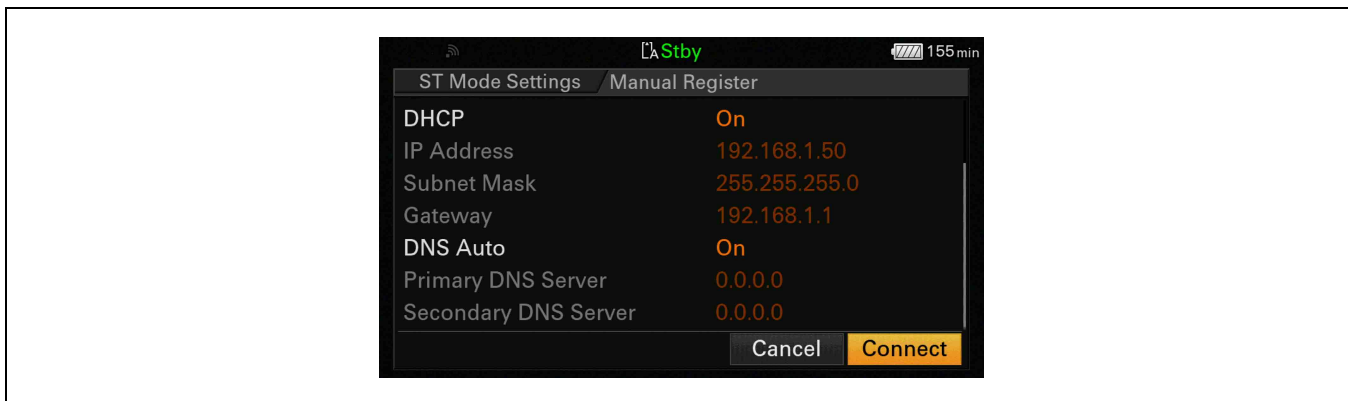 Stby 155 min
ST Mode Settings Manual Register
DHCP On
IP Address 192.168.1.50
Subnet Mask 255.255.255.0
Gateway 192.168.1.1
DNS Auto On
Primary DNS Server 0.0.0.0
Secondary DNS Server 0.0.0.0
Cancel Connect